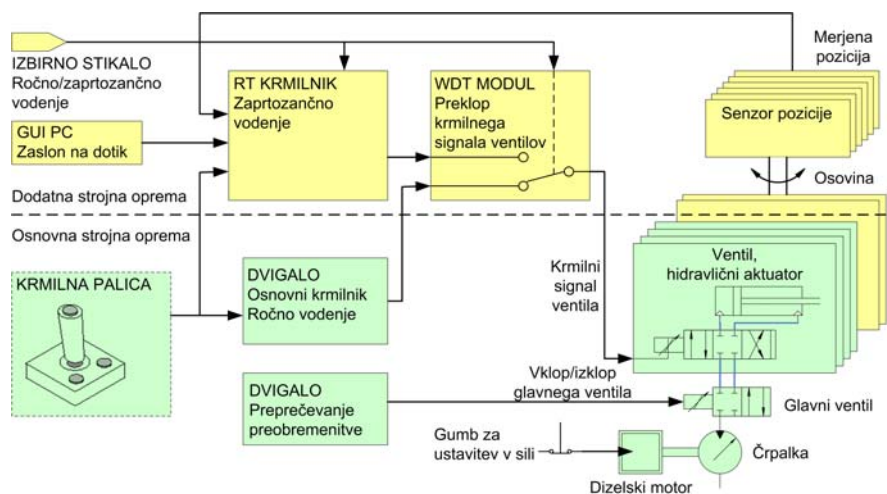 IZBIRNO STIKALO
Ročno/zaprtozančno
vodenje
GUI PC
Zaslon na dotik
RT KRMILNIK
Zaprtozančno
vodenje
WDT MODUL
Preklop
krmilnega
signala ventilov
Merjena
pozicija
Senzor pozicije
Osovina
Dodatna strojna oprema
Osnovna strojna oprema
KRMILNA PALICA
DVIGALO
Osnovni krmilnik
Ročno vodenje
Krmilni
signal
ventila
Ventil,
hidravlični aktuator
DVIGALO
Preprečevanje
preobremenitve
Vklop/izklop
glavnega ventila
Glavni ventil
Gumb za
ustavitev v sili
Dizelski motor
Črpalka